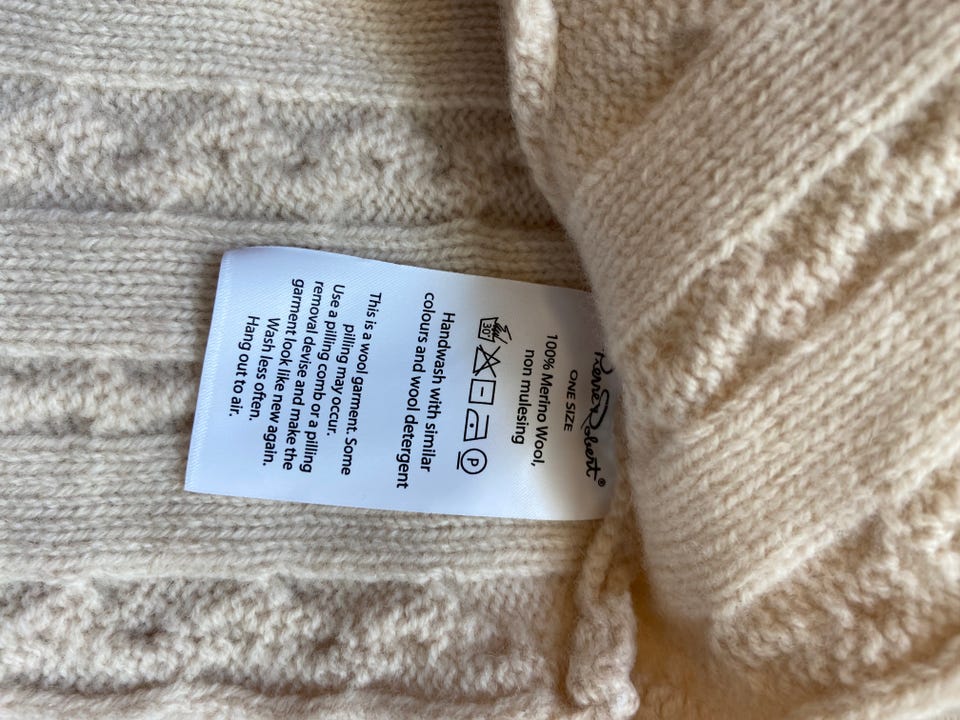 Pierre Robert®
ONE SIZE
100% Merino Wool,
non mulesing
30°
P
Handwash with similar
colours and wool detergent
This is a wool garment. Some
pilling may occur.
Use a pilling comb or a pilling
removal devise and make the
garment look like new again.
Wash less often.
Hang out to air.